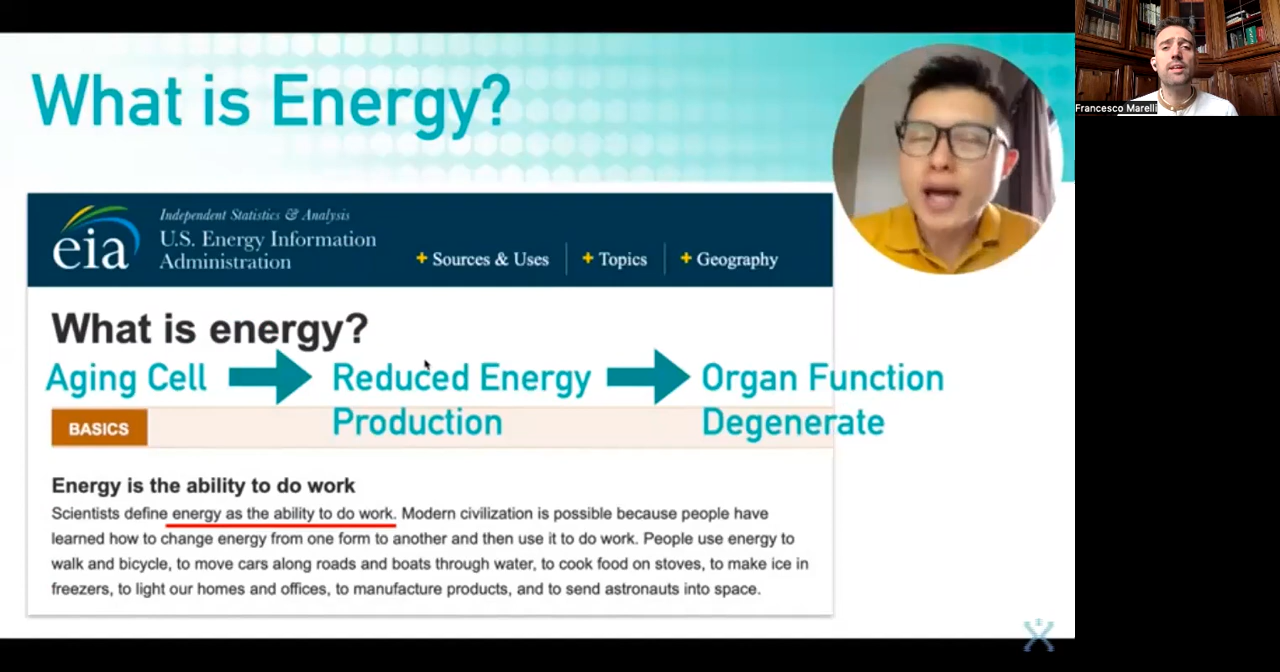 What is Energy?
Francesco Marelli
eia
Independent Statistics & Analysis
U.S. Energy Information
Administration
+ Sources & Uses
+ Topics
+ Geography
What is energy?
Aging Cell
Reduced Energy
Production
Organ Function
Degenerate
BASICS
Energy is the ability to do work
Scientists define energy as the ability to do work. Modern civilization is possible because people have
learned how to change energy from one form to another and then use it to do work. People use energy to
walk and bicycle, to move cars along roads and boats through water, to cook food on stoves, to make ice in
freezers, to light our homes and offices, to manufacture products, and to send astronauts into space.